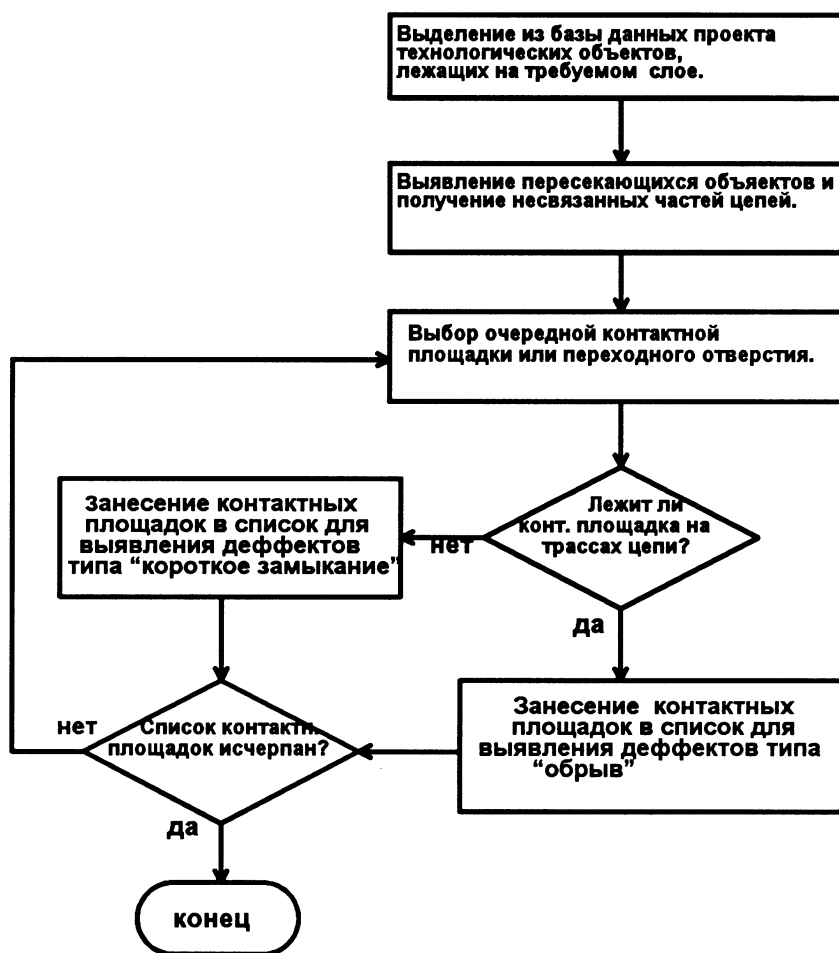 Выделение из базы данных проекта
технологических объектов,
лежащих на требуемом слое.
Выявление пересекающихся объяектов и
получение несвязанных частей цепей.
Выбор очередной контактной
площадки или переходного отверстия.
Лежит ли
конт. площадка на
трассах цепи?
нет
Занесение контактных
площадок в список для
выявления деффектов
типа “короткое замыкание”
да
Занесение контактных
площадок в список для
выявления деффектов типа
“обрыв”
нет
Список контактн.
площадок исчерпан?
да
конец